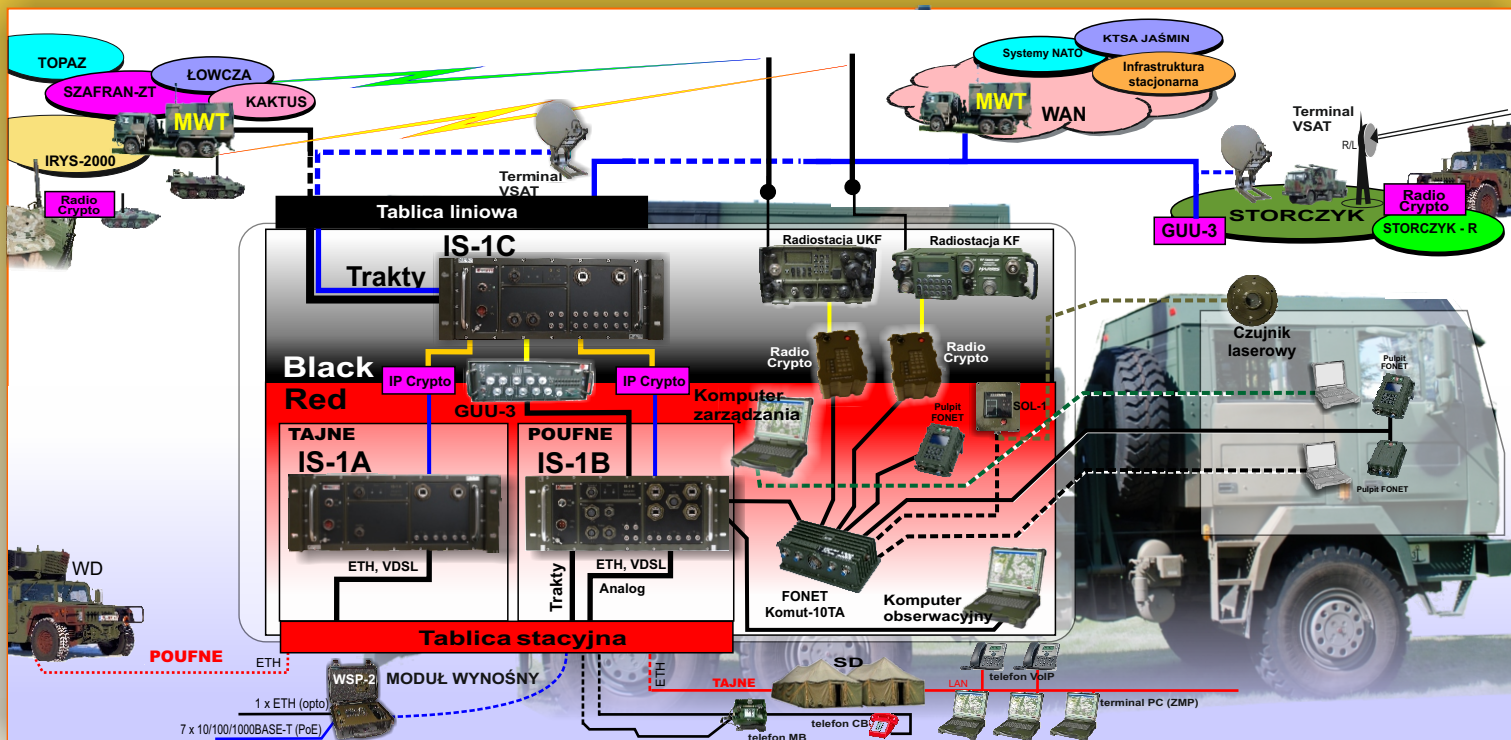 TOPAZ
ŁOWCZA
SZAFRAN-ZT
KAKTUS
MWT
IRYS-2000
Radio
Crypto
Terminal
VSAT
Systemy NATO
KTSA JAŚMIN
Infrastruktura
stacjonarna
MWT
WAN
Terminal
VSAT
R/L
Radio
Crypto
STORCZYK
GUU-3
STORCZYK - R
Tablica liniowa
IS-1C
Trakty
Radiostacja UKF
Radiostacja KF
HARRIS
Czujnik
laserowy
Radio
Crypto
Radio
Crypto
Black
Red
IP Crypto
IP Crypto
GUU-3
Komputer
zarządzania
Pulpit
FONET
SOL-1
Pulpit
FONET
Pulpit FONET
TAJNE
IS-1A
POUFNE
IS-1B
ETH, VDSL
Trakty
ETH, VDSL
Analog
FONET
Komut-10TA
Komputer
obserwacyjny
WD
Tablica stacyjna
POUFNE
ETH
WSP-2
MODUŁ WYNOŚNY
1 x ETH (opto)
7 x 10/100/1000BASE-T (PoE)
ETH
TAJNE
SD
LAN
telefon VoIP
terminal PC (ZMP)
telefon MB
telefon CB